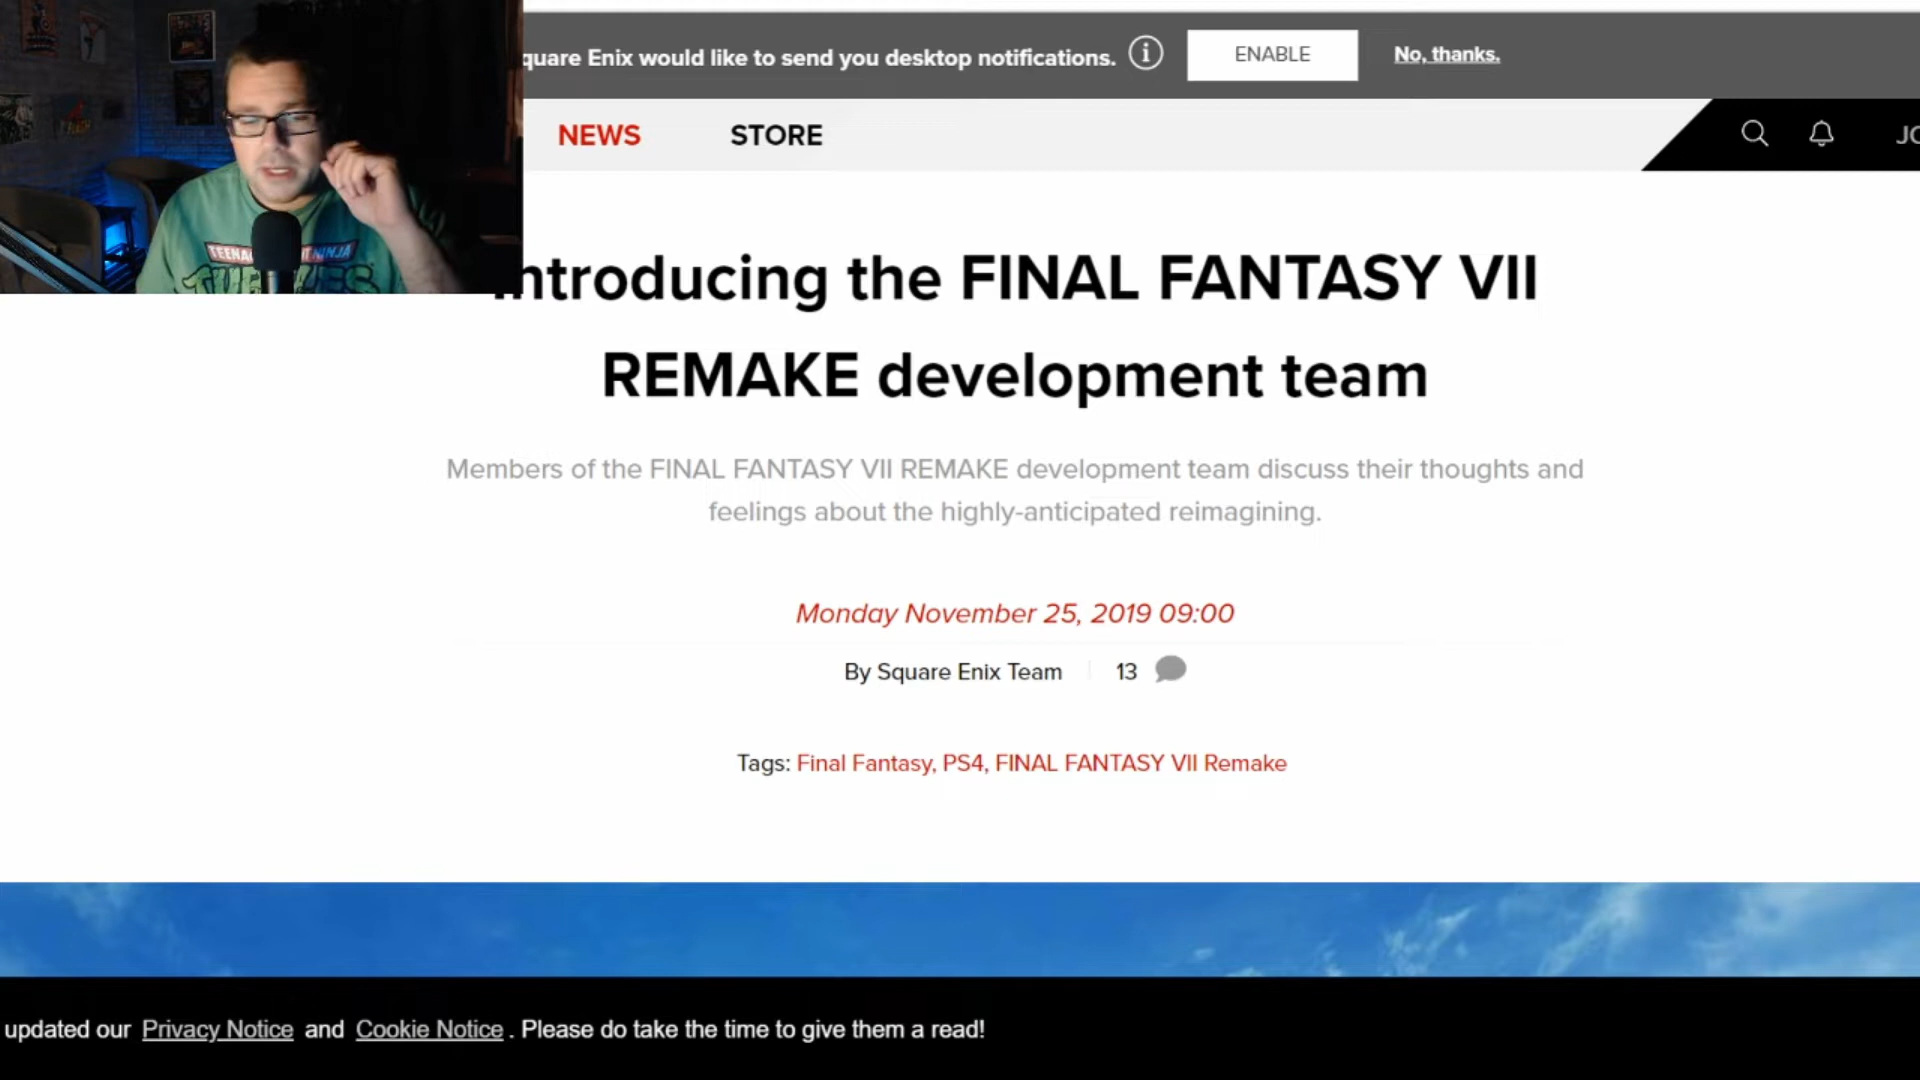 quare Enix would like to send you desktop notifications.
ENABLE
No, thanks.
NEWS
STORE
JO
TURTLES
ntroducing the FINAL FANTASY VII
REMAKE development team
Members of the FINAL FANTASY VII REMAKE development team discuss their thoughts and
feelings about the highly-anticipated reimagining.
Monday November 25, 2019 09:00
By Square Enix Team
13
Tags: Final Fantasy, PS4, FINAL FANTASY VII Remake
updated our Privacy Notice and Cookie Notice. Please do take the time to give them a read!